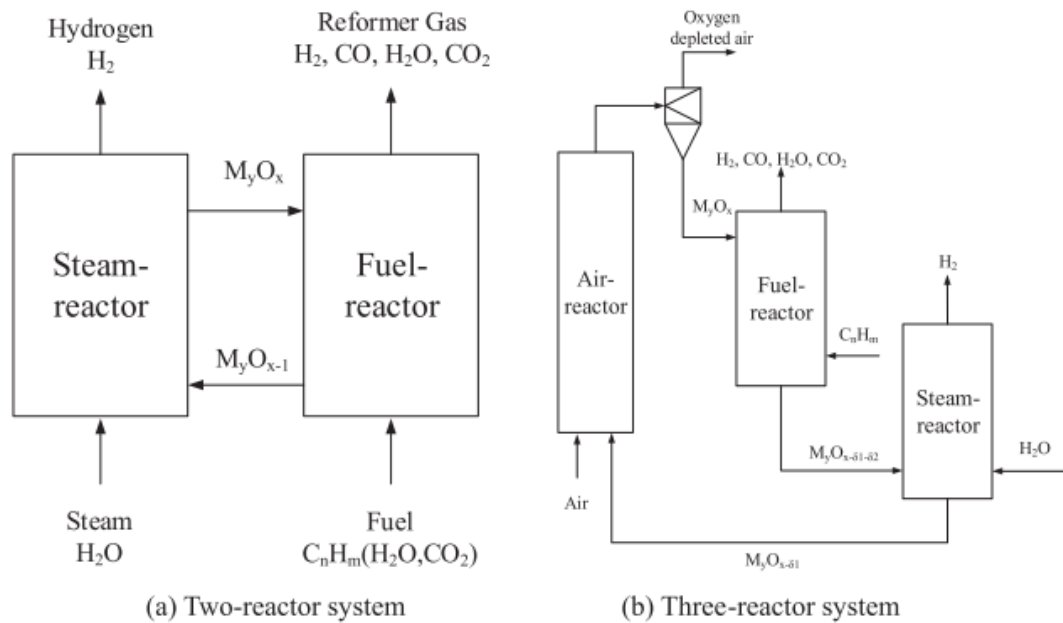 Hydrogen
H₂
Reformer Gas
H₂, CO, H₂O, CO₂
MyOx
Steam-
reactor
Fuel-
reactor
MyOx-1
Steam
H₂O
Fuel
CnHm(H₂O,CO₂)
(a) Two-reactor system
Oxygen
depleted air
H₂, CO, H₂O, CO₂
MyOx
Air-
reactor
Fuel-
reactor
H₂
CnHm
Steam-
reactor
MyOx-δ1-δ2
H₂O
Air
MyOx-δ1
(b) Three-reactor system